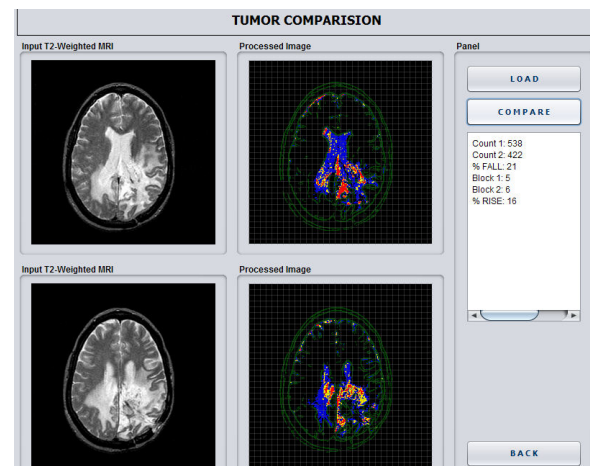 TUMOR COMPARISION
Input T2-Weighted MRI
Processed Image
Panel
LOAD
COMPARE
Count 1: 538
Count 2: 422
% FALL: 21
Block 1: 5
Block 2: 6
% RISE: 16
Input T2-Weighted MRI
Processed Image
BACK